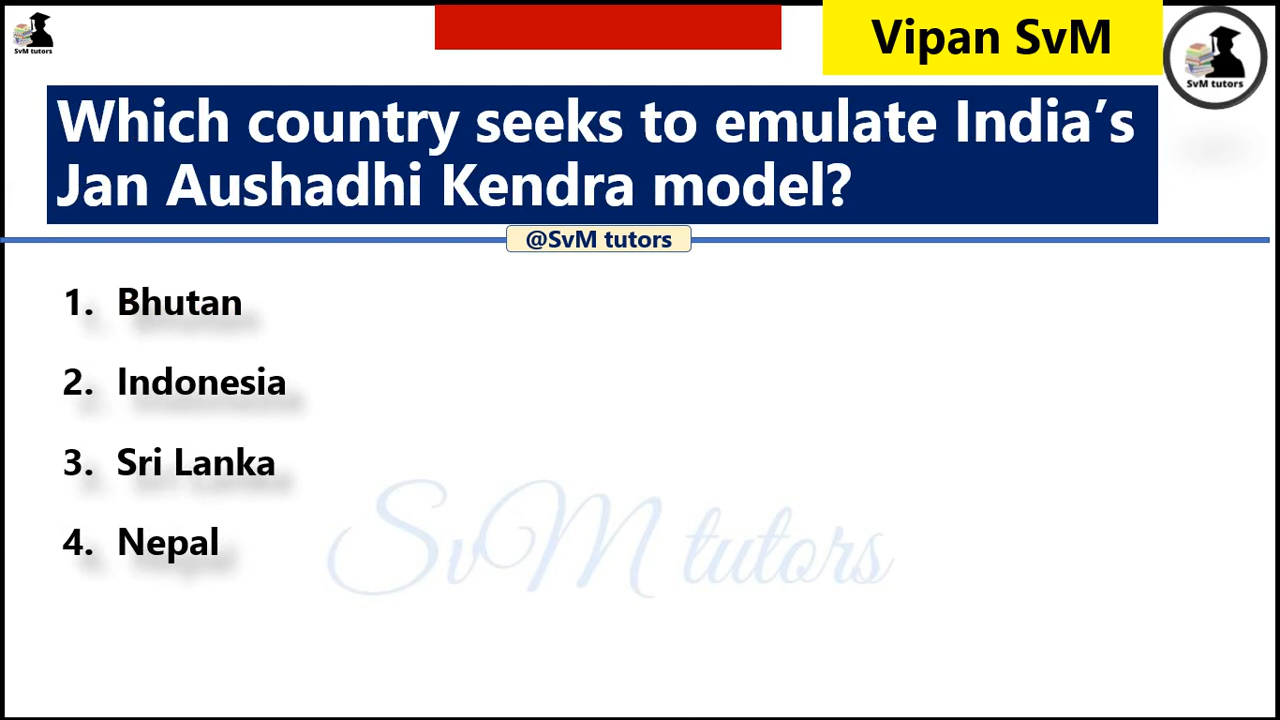 SvM tutors
Vipan SvM
SvM tutors
Which country seeks to emulate India’s
Jan Aushadhi Kendra model?
@SvM tutors
1. Bhutan
2. Indonesia
3. Sri Lanka
4. Nepal
SvM tutors